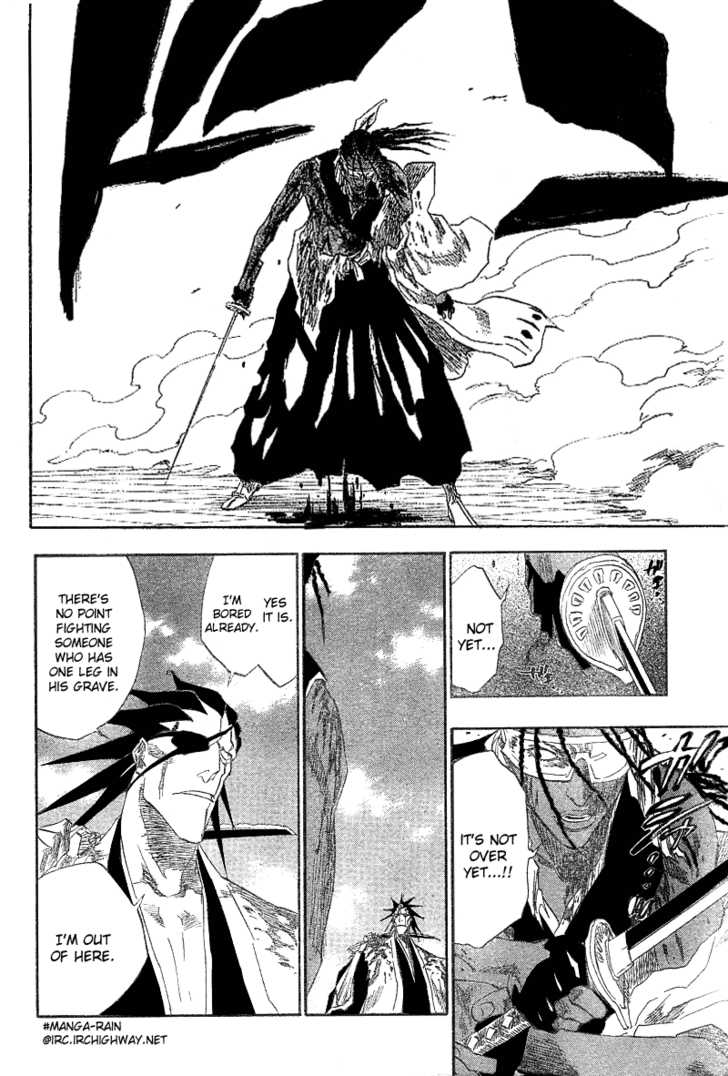 NOT
YET...
IT'S NOT
OVER
YET...!!
YES
IT IS.
I'M
BORED
ALREADY.
THERE'S
NO POINT
FIGHTING
SOMEONE
WHO HAS
ONE LEG IN
HIS GRAVE.
I'M OUT
OF HERE.
#MANGA-RAIN
@IRC.IRCHIGHWAY.NET